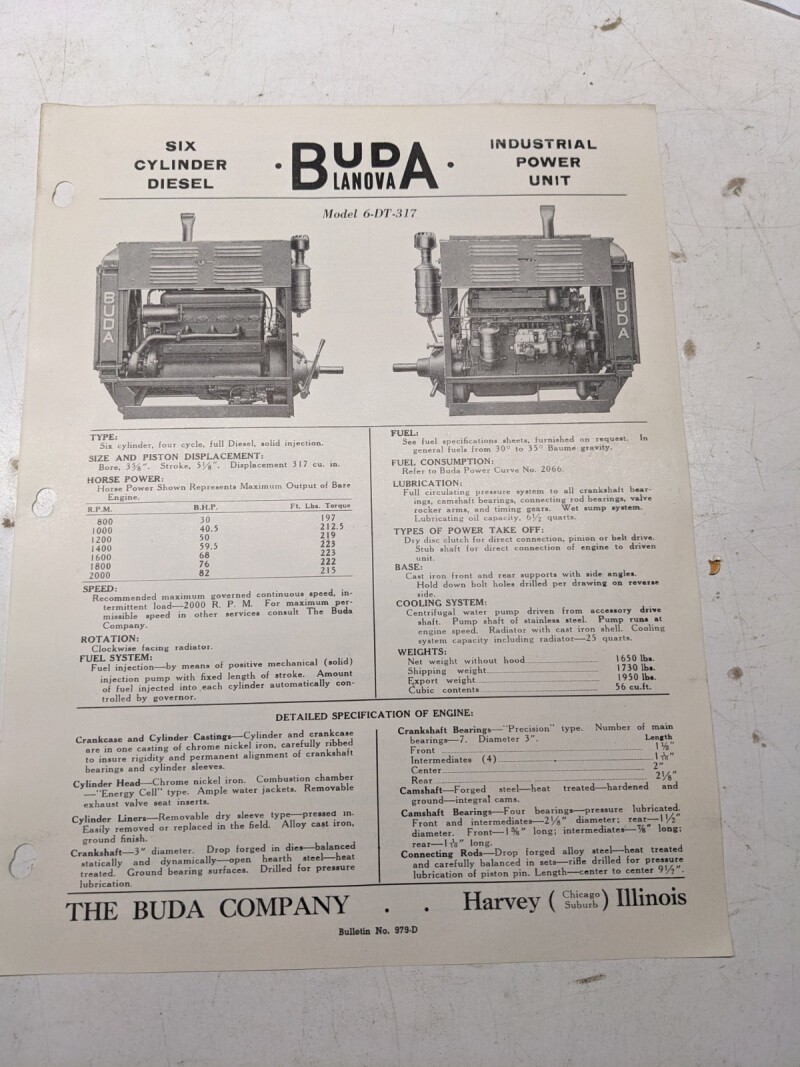 SIX
CYLINDER
DIESEL
· BUDA ·
LANOVA
INDUSTRIAL
POWER
UNIT
Model 6-DT-317
BUDA
BUDA
TYPE:
Six cylinder, four cycle, full Diesel, solid injection.
SIZE AND PISTON DISPLACEMENT:
Bore, 3⅝". Stroke, 5⅛". Displacement 317 cu. in.
HORSE POWER:
Horse Power Shown Represents Maximum Output of Bare
Engine.
R.P.M. B.H.P. Ft. Lbs. Torque
800 30 197
1000 40.5 212.5
1200 50 219
1400 59.5 223
1600 68 223
1800 76 222
2000 82 215
SPEED:
Recommended maximum governed continuous speed, in-
termittent load—2000 R. P. M. For maximum per-
missible speed in other services consult The Buda
Company.
ROTATION:
Clockwise facing radiator.
FUEL SYSTEM:
Fuel injection—by means of positive mechanical (solid)
injection pump with fixed length of stroke. Amount
of fuel injected into each cylinder automatically con-
trolled by governor.
FUEL:
See fuel specifications sheets, furnished on request. In
general fuels from 30° to 35° Baume gravity.
FUEL CONSUMPTION:
Refer to Buda Power Curve No. 2066.
LUBRICATION:
Full circulating pressure system to all crankshaft bear-
ings, camshaft bearings, connecting rod bearings, valve
rocker arms, and timing gears. Wet sump system.
Lubricating oil capacity, 6½ quarts.
TYPES OF POWER TAKE OFF:
Dry disc clutch for direct connection, pinion or belt drive.
Stub shaft for direct connection of engine to driven
unit.
BASE:
Cast iron front and rear supports with side angles.
Hold down bolt holes drilled per drawing on reverse
side.
COOLING SYSTEM:
Centrifugal water pump driven from accessory drive
shaft. Pump shaft of stainless steel. Pump runs at
engine speed. Radiator with cast iron shell. Cooling
system capacity including radiator—25 quarts.
WEIGHTS:
Net weight without hood 1650 lbs.
Shipping weight 1730 lbs.
Export weight 1950 lbs.
Cubic contents 56 cu.ft.
DETAILED SPECIFICATION OF ENGINE:
Crankcase and Cylinder Castings—Cylinder and crankcase
are in one casting of chrome nickel iron, carefully ribbed
to insure rigidity and permanent alignment of crankshaft
bearings and cylinder sleeves.
Cylinder Head—Chrome nickel iron. Combustion chamber
—"Energy Cell" type. Ample water jackets. Removable
exhaust valve seat inserts.
Cylinder Liners—Removable dry sleeve type—pressed in.
Easily removed or replaced in the field. Alloy cast iron,
ground finish.
Crankshaft—3" diameter. Drop forged in dies—balanced
statically and dynamically—open hearth steel—heat
treated. Ground bearing surfaces. Drilled for pressure
lubrication.
Crankshaft Bearings—"Precision" type. Number of main
bearings—7. Diameter 3". Length
Front 1½"
Intermediates (4)
Center 2"
Rear 2⅛"
Camshaft—Forged steel—heat treated—hardened and
ground—integral cams.
Camshaft Bearings—Four bearings—pressure lubricated.
Front and intermediates—2⅛" diameter; rear—1½"
diameter. Front—1⅝" long; intermediates—⅞" long;
rear— long.
Connecting Rods—Drop forged alloy steel—heat treated
and carefully balanced in sets—rifle drilled for pressure
lubrication of piston pin. Length—center to center 9½".
THE BUDA COMPANY . . Harvey (Chicago Suburb) Illinois
Bulletin No. 979-D